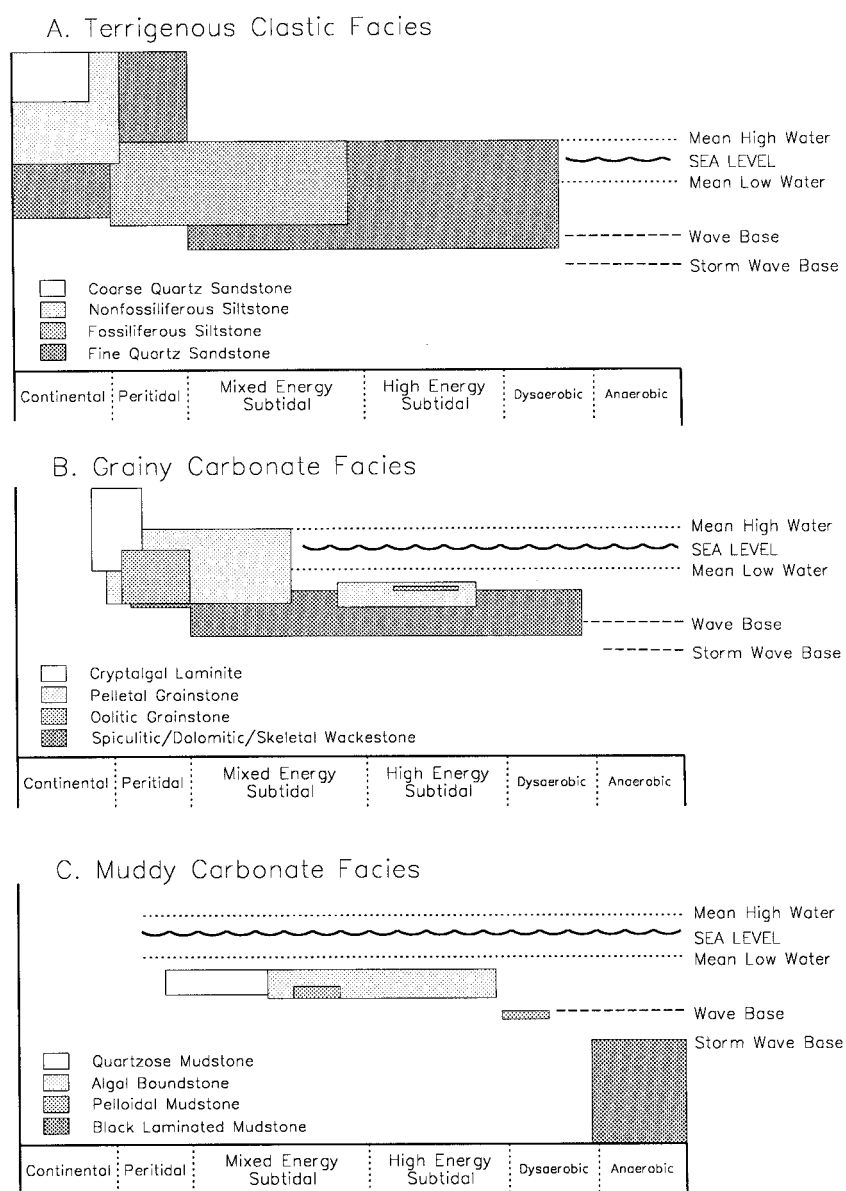 A. Terrigenous Clastic Facies
Mean High Water
SEA LEVEL
Mean Low Water
Wave Base
Storm Wave Base
Coarse Quartz Sandstone
Nonfossiliferous Siltstone
Fossiliferous Siltstone
Fine Quartz Sandstone
Continental
Peritidal
Mixed Energy
Subtidal
High Energy
Subtidal
Dysaerobic
Anaerobic
B. Grainy Carbonate Facies
Mean High Water
SEA LEVEL
Mean Low Water
Wave Base
Storm Wave Base
Cryptalgal Laminite
Pelletal Grainstone
Oolitic Grainstone
Spiculitic/Dolomitic/Skeletal Wackestone
Continental
Peritidal
Mixed Energy
Subtidal
High Energy
Subtidal
Dysaerobic
Anaerobic
C. Muddy Carbonate Facies
Mean High Water
SEA LEVEL
Mean Low Water
Wave Base
Storm Wave Base
Quartzose Mudstone
Algal Boundstone
Pelloidal Mudstone
Black Laminated Mudstone
Continental
Peritidal
Mixed Energy
Subtidal
High Energy
Subtidal
Dysaerobic
Anaerobic